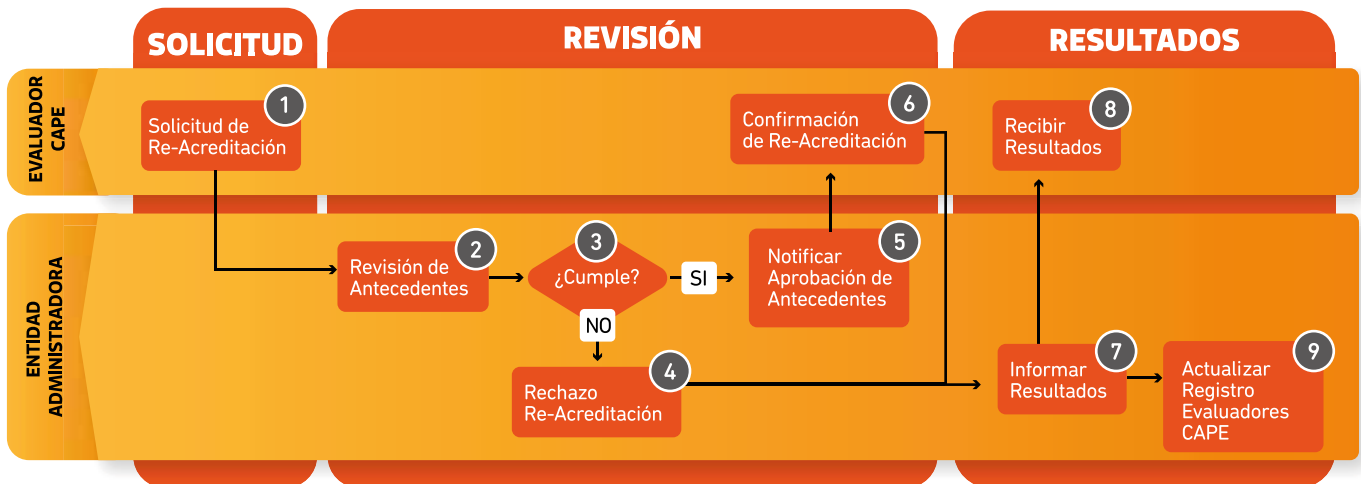 SOLICITUD
REVISIÓN
RESULTADOS
EVALUADOR
CAPE
1
Solicitud de
Re-Acreditación
6
Confirmación
de Re-Acreditación
8
Recibir
Resultados
ENTIDAD
ADMINISTRADORA
2
Revisión de
Antecedentes
3
¿Cumple?
SI
NO
5
Notificar
Aprobación de
Antecedentes
4
Rechazo
Re-Acreditación
7
Informar
Resultados
9
Actualizar
Registro
Evaluadores
CAPE